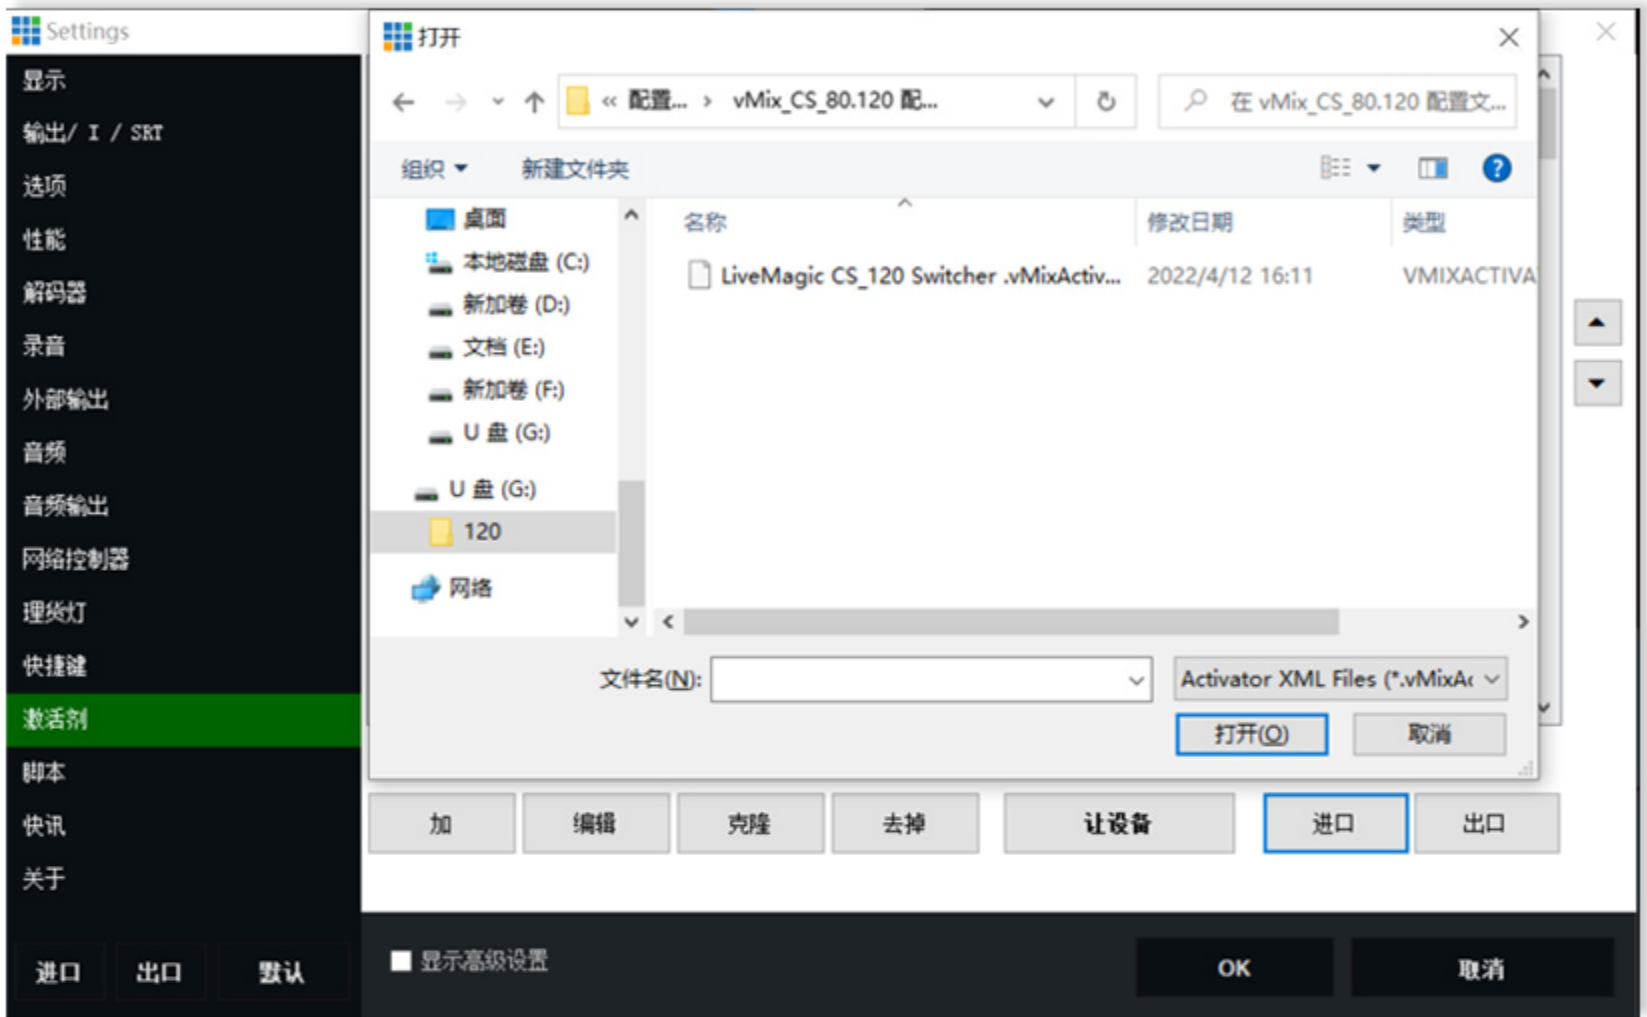 Settings
显示
输出/ I / SRT
选项
性能
解码器
录音
外部输出
音频
音频输出
网络控制器
理货灯
快捷键
激活剂
脚本
快讯
关于
进口 出口 默认
打开
« 配置... › vMix_CS_80.120 配...
在 vMix_CS_80.120 配置文...
组织 新建文件夹
桌面
本地磁盘 (C:)
新加卷 (D:)
文档 (E:)
新加卷 (F:)
U 盘 (G:)
U 盘 (G:)
120
网络
名称 修改日期 类型
LiveMagic CS_120 Switcher .vMixActiv... 2022/4/12 16:11 VMIXACTIVA
文件名(N): Activator XML Files (*.vMixAc
打开(O) 取消
加 编辑 克隆 去掉 让设备 进口 出口
显示高级设置 OK 取消